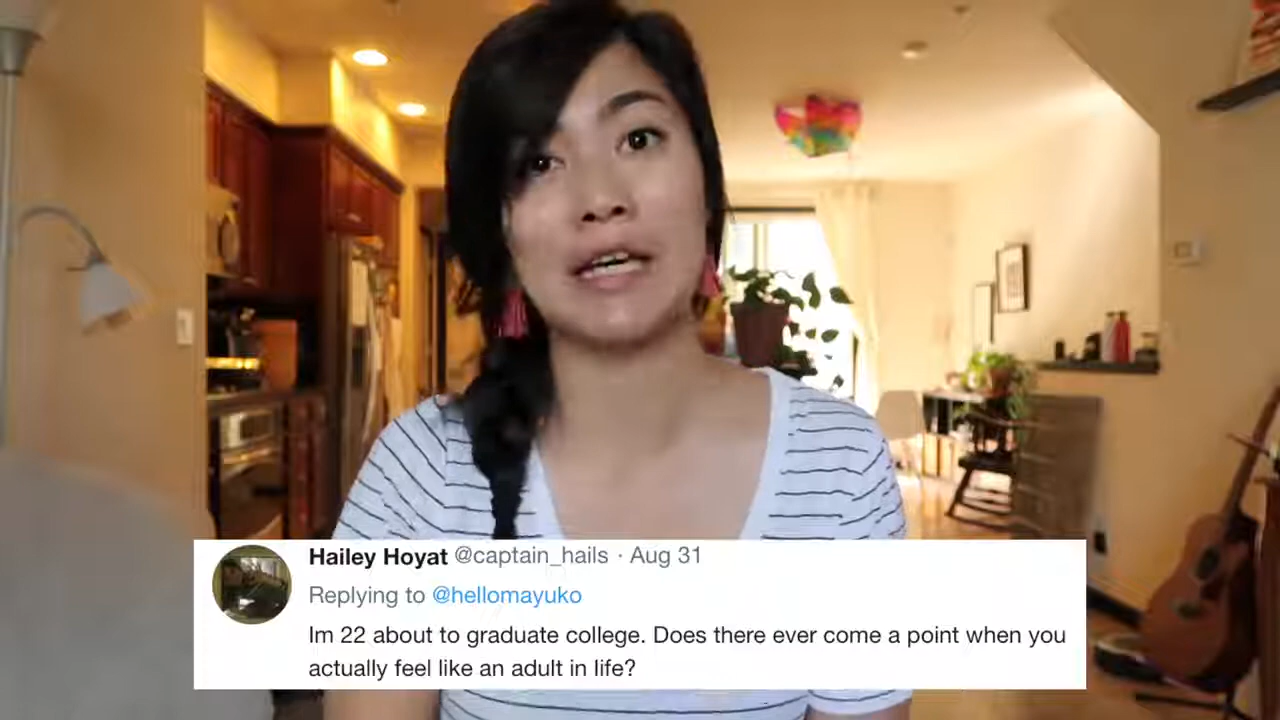 Hailey Hoyat @captain_hails · Aug 31
Replying to @hellomayuko
Im 22 about to graduate college. Does there ever come a point when you
actually feel like an adult in life?